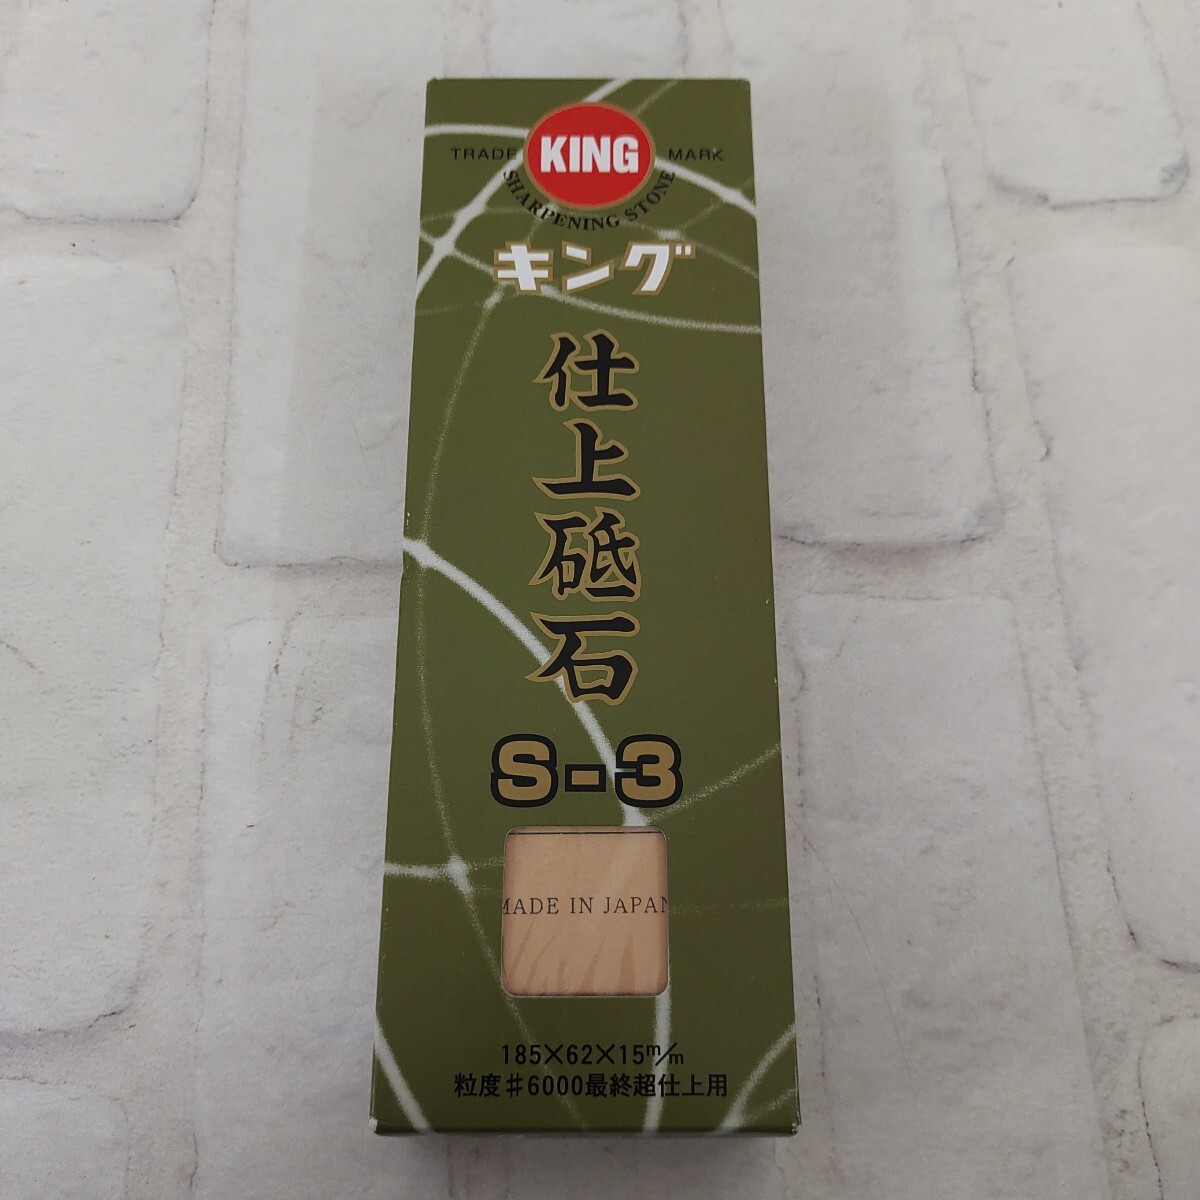 TRADE KING MARK
SHARPENING STONE
キング
仕上砥石
S-3
MADE IN JAPAN
185×62×15m/m
粒度#6000最終超仕上用